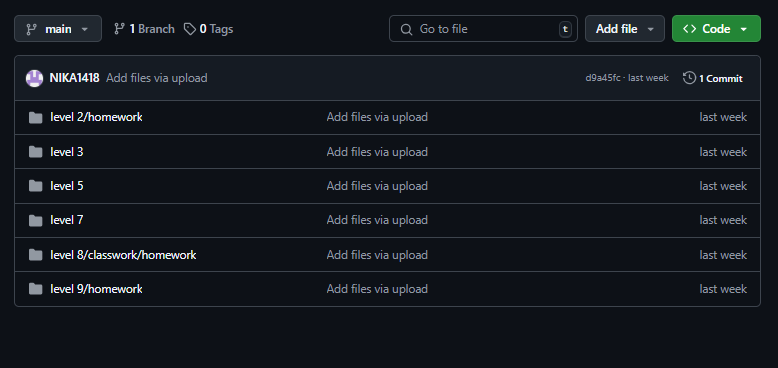 main 1 Branch 0 Tags Go to file t Add file Code
NIKA1418 Add files via upload d9a45fc · last week 1 Commit
level 2/homework Add files via upload last week
level 3 Add files via upload last week
level 5 Add files via upload last week
level 7 Add files via upload last week
level 8/classwork/homework Add files via upload last week
level 9/homework Add files via upload last week